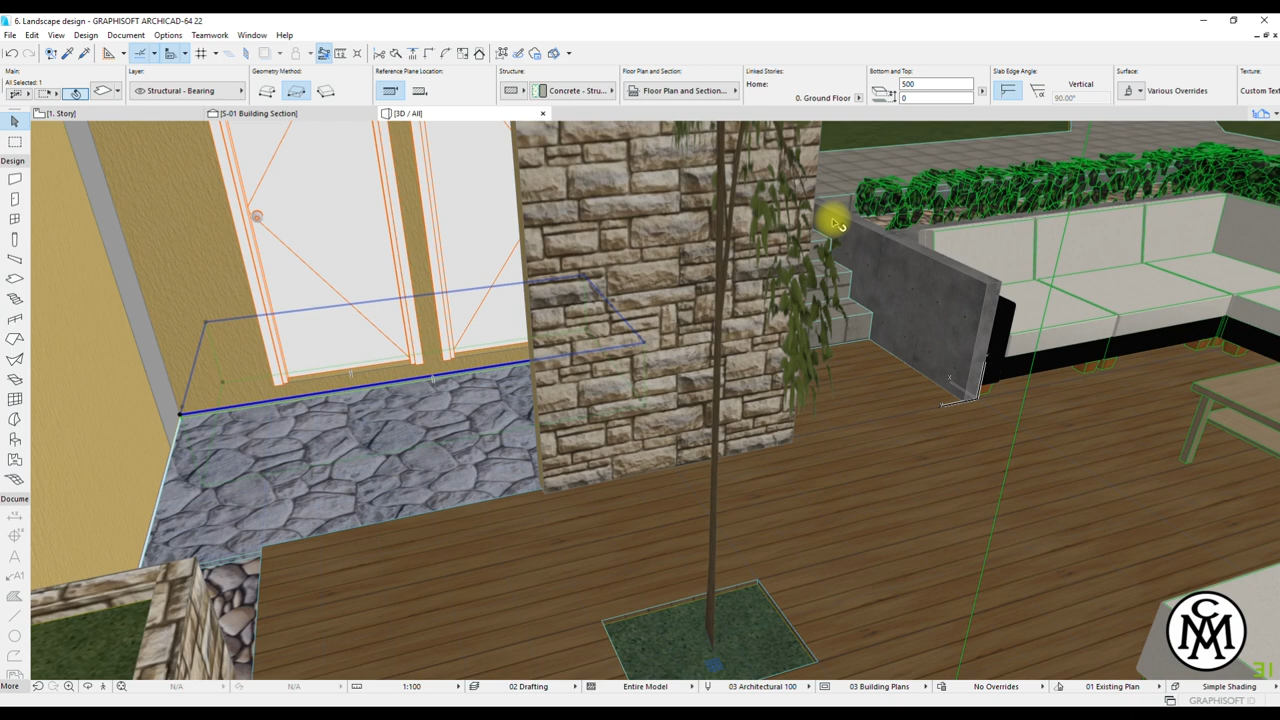 6. Landscape design - GRAPHISOFT ARCHICAD-64 22
File Edit View Design Document Options Teamwork Window Help
Main: Layer: Geometry Method: Reference Plane Location: Structure: Floor Plan and Section: Linked Stories: Bottom and Top: Slab Edge Angle: Surface: Texture:
All Selected: 1
Structural - Bearing
Concrete - Stru...
Floor Plan and Section...
Home:
0. Ground Floor
500
0
Vertical
90.00°
Various Overrides
Custom Text
[1. Story]
[S-01 Building Section]
[3D / All]
Design
Docume
A
A1
More
N/A
N/A
1:100
02 Drafting
Entire Model
03 Architectural 100
03 Building Plans
No Overrides
01 Existing Plan
Simple Shading
GRAPHISOFT ID